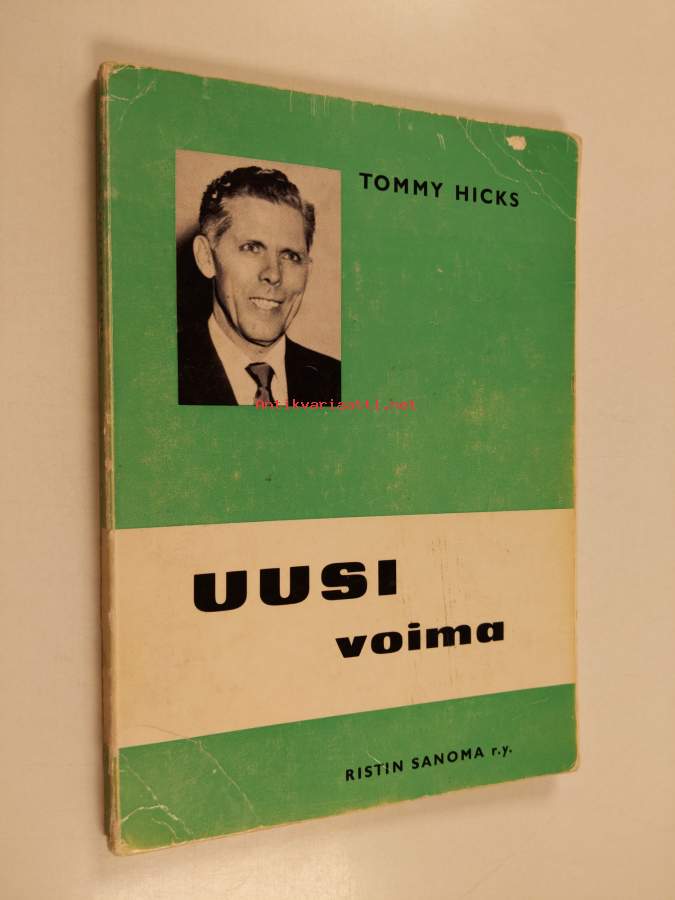 TOMMY HICKS
Antikvariaatti.net
UUSI
voima
RISTIN SANOMA r.y.